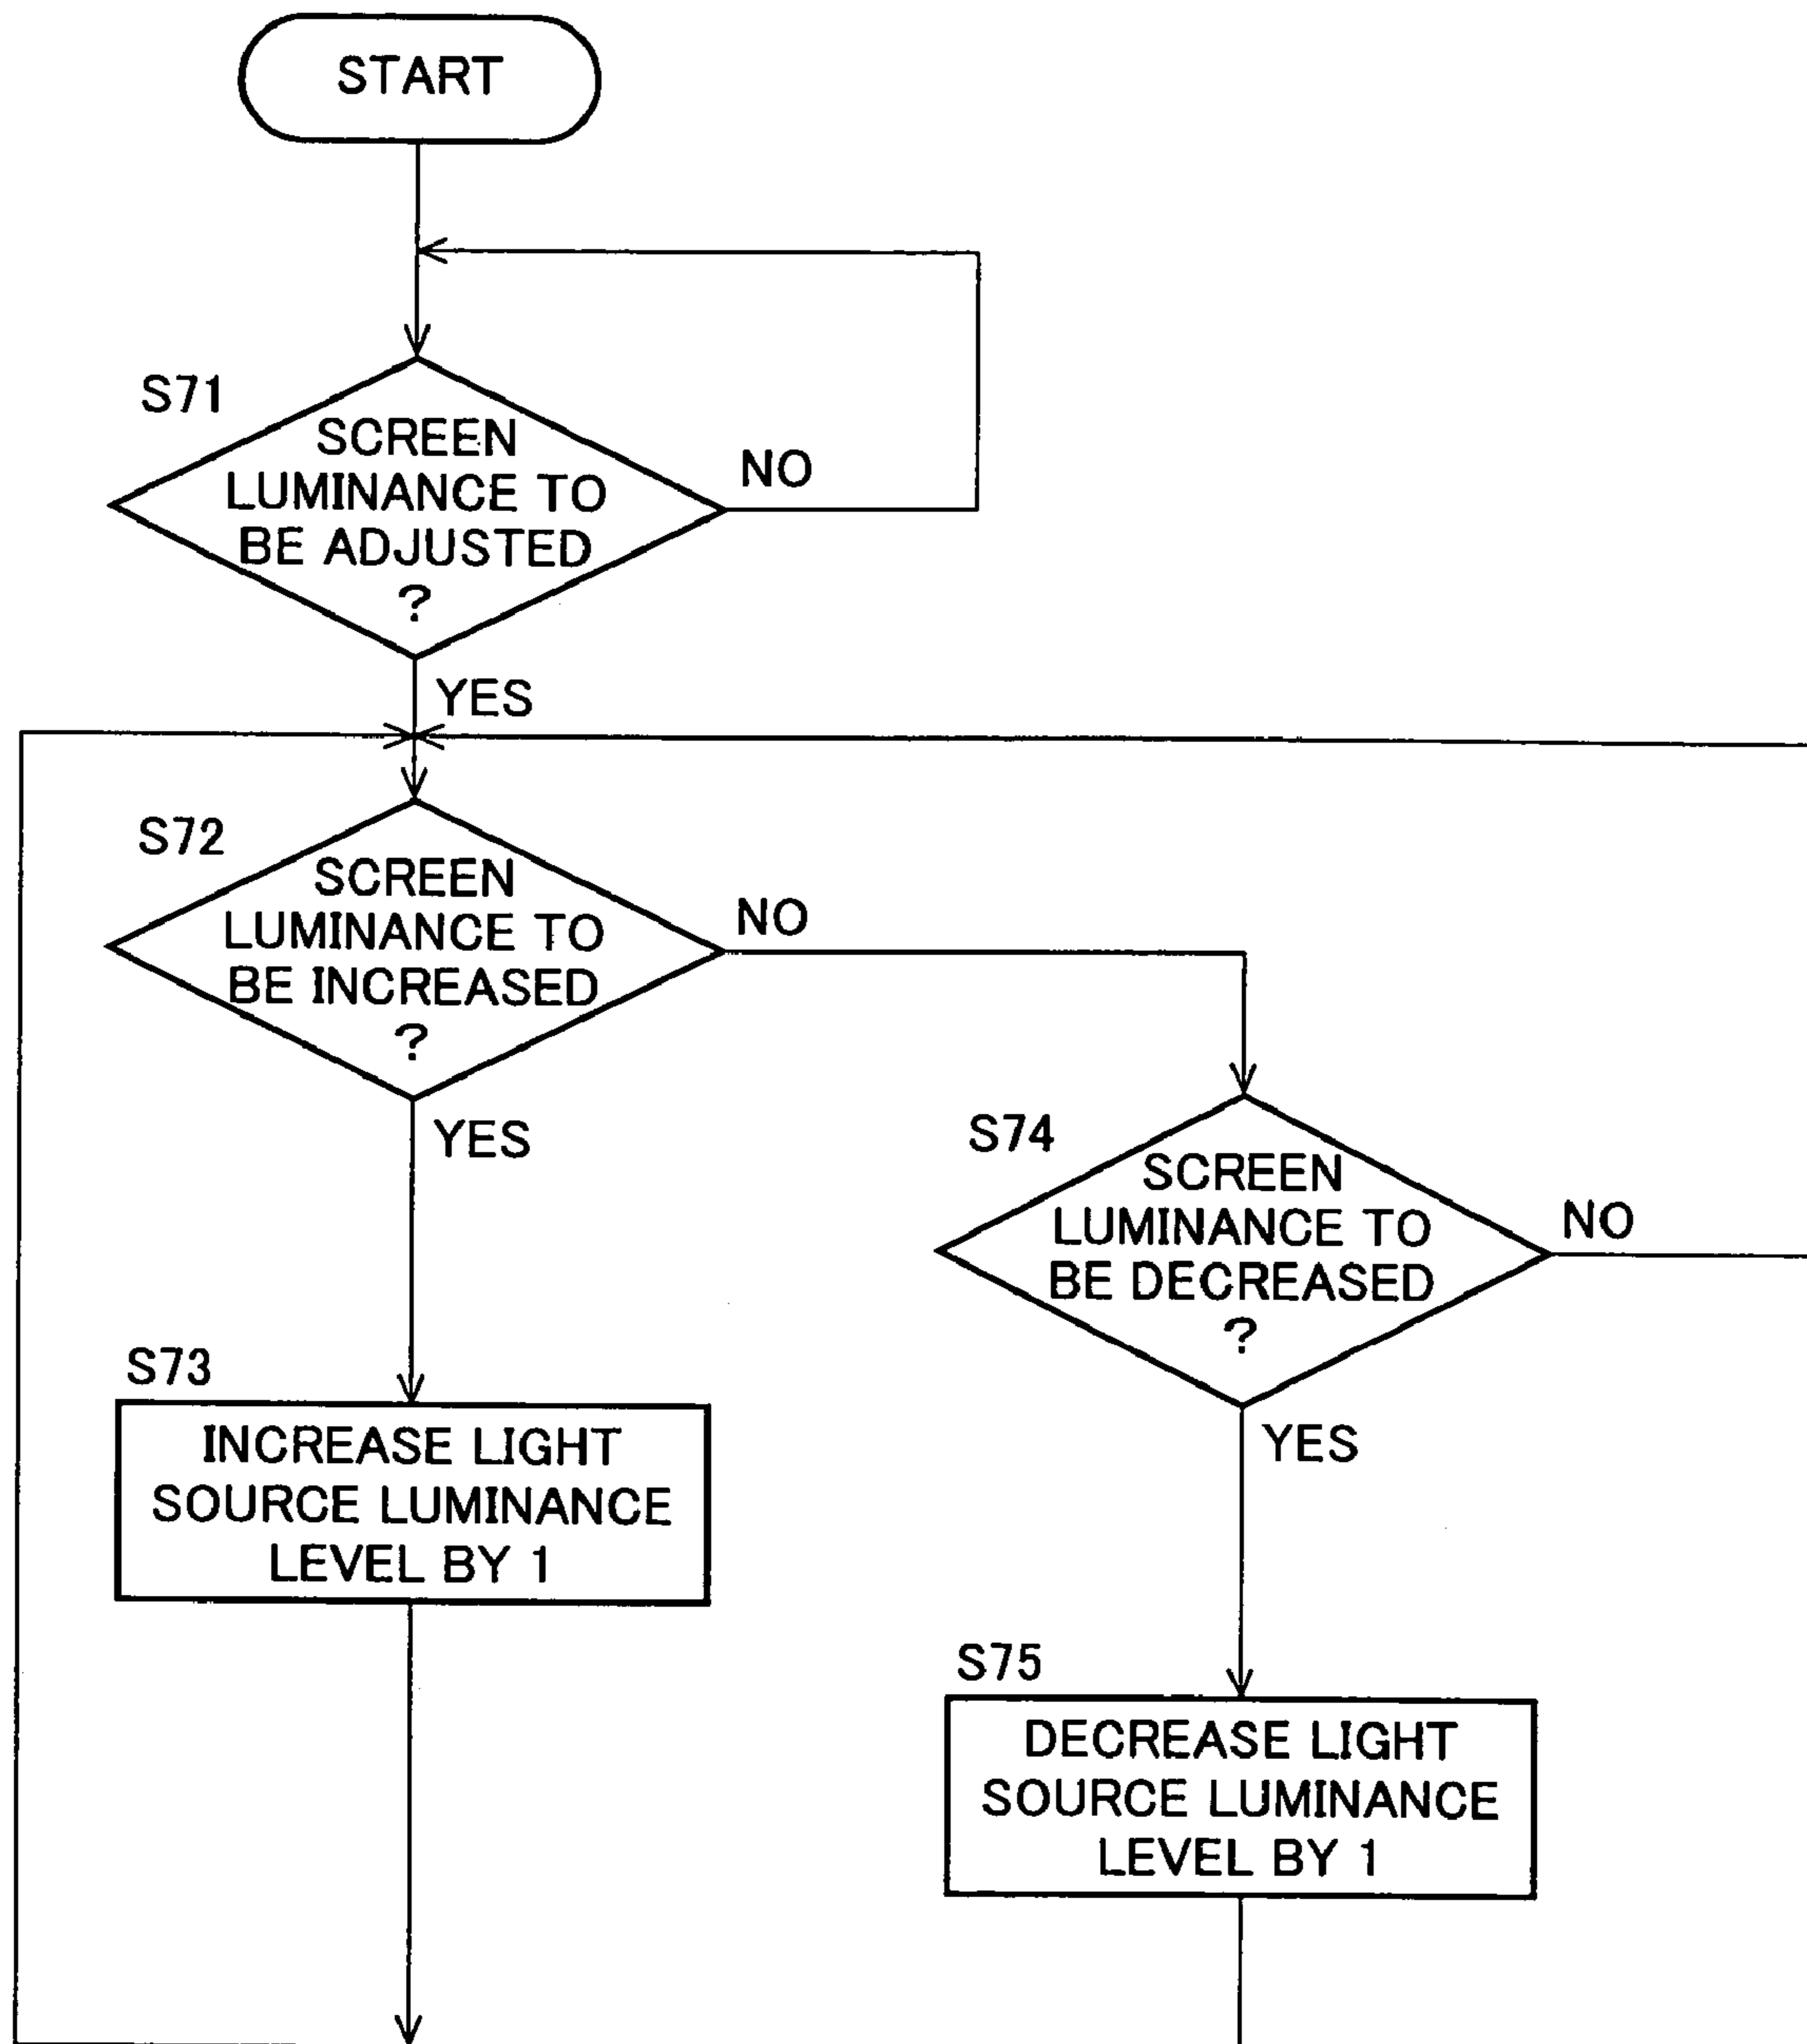 START
S71
SCREEN
LUMINANCE TO
BE ADJUSTED
?
NO
YES
S72
SCREEN
LUMINANCE TO
BE INCREASED
?
NO
YES
S74
SCREEN
LUMINANCE TO
BE DECREASED
?
NO
YES
S73
INCREASE LIGHT
SOURCE LUMINANCE
LEVEL BY 1
S75
DECREASE LIGHT
SOURCE LUMINANCE
LEVEL BY 1